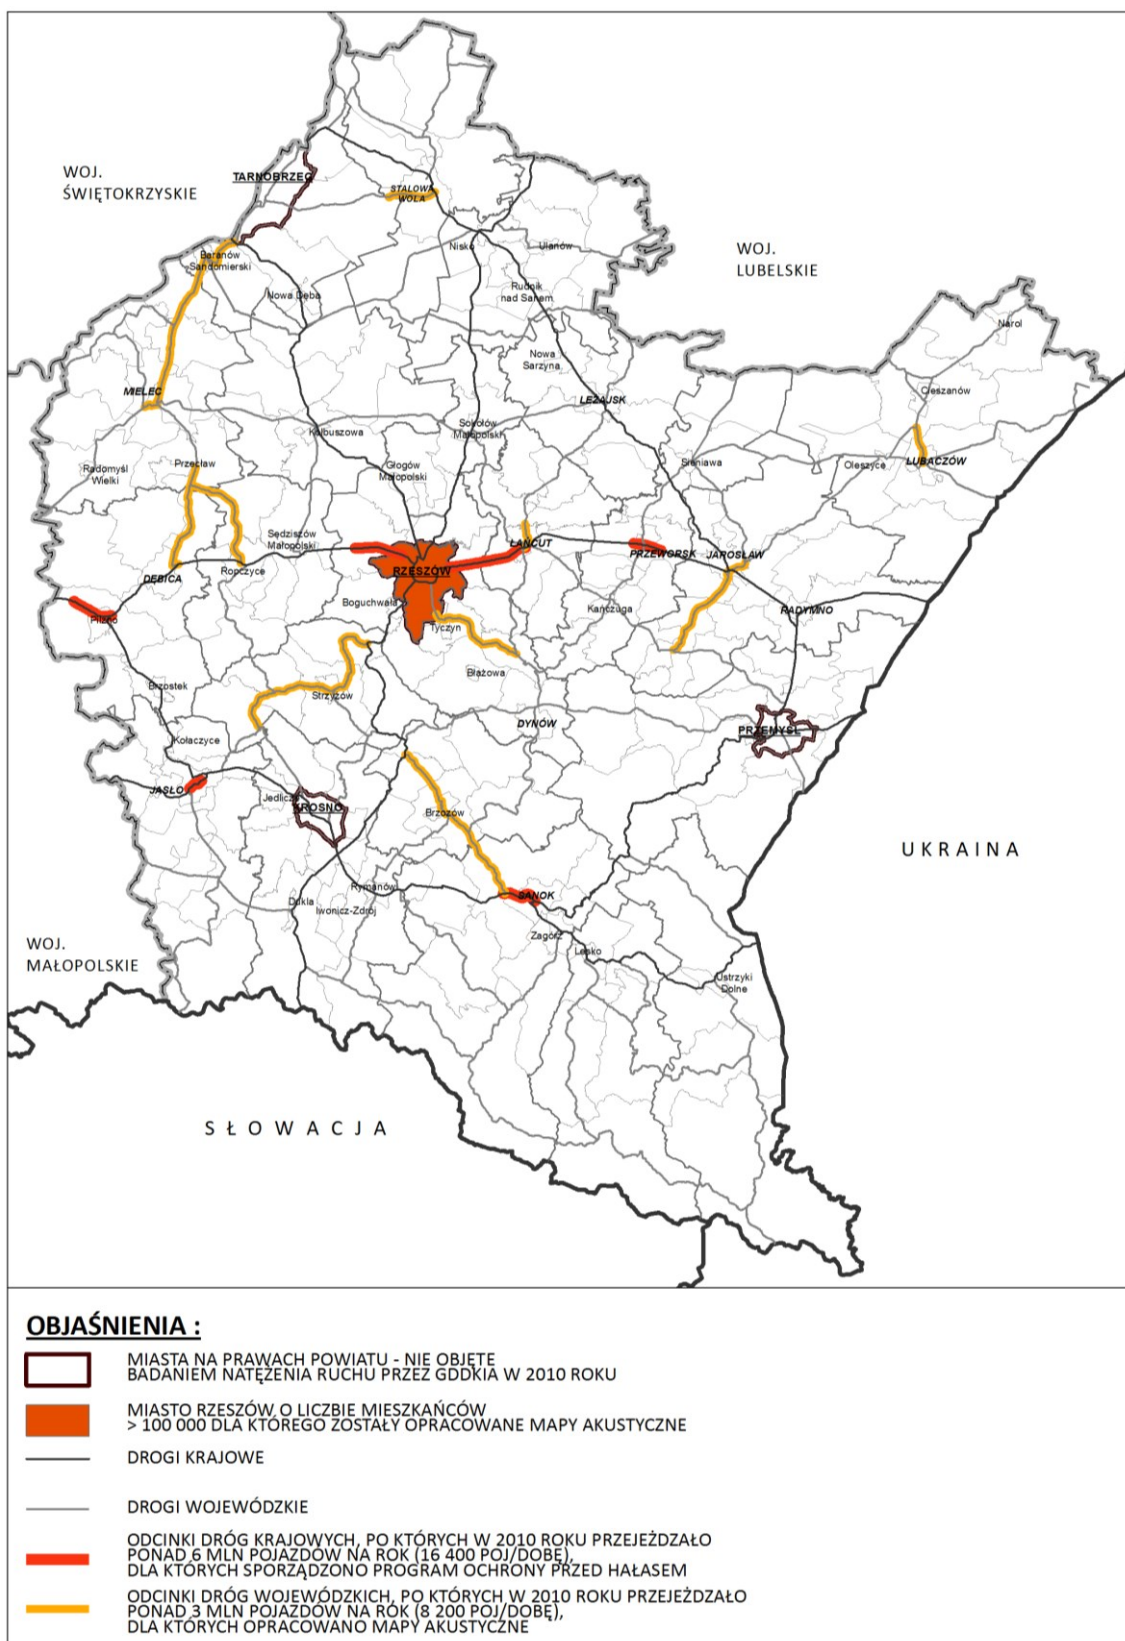 WOJ.
ŚWIĘTOKRZYSKIE
TARNOBRZEG
STALOWA
WOLA
WOJ.
LUBELSKIE
Nisko
Ulanów
Baranów
Sandomierski
Nowa Dęba
Rudnik
nad Sanem
Narol
Nowa
Sarzyna
Cieszanów
MIELEC
LEŻAJSK
Kolbuszowa
Sokołów
Małopolski
Radomyśl
Wielki
Przecław
Głogów
Małopolski
Sieniawa
Oleszyce
LUBACZÓW
Sędziszów
Małopolski
ŁAŃCUT
PRZEWORSK
JAROSŁAW
DĘBICA
Ropczyce
RZESZÓW
Boguchwała
Kańczuga
RADYMNO
Pilzno
Tyczyn
Błażowa
Brzostek
Strzyżów
DYNÓW
PRZEMYŚL
Kołaczyce
JASŁO
Jedlicze
KROSNO
Brzozów
UKRAINA
Rymanów
SANOK
Dukla
Iwonicz-Zdrój
Zagórz
Lesko
WOJ.
MAŁOPOLSKIE
Ustrzyki
Dolne
SŁOWACJA
OBJAŚNIENIA :
MIASTA NA PRAWACH POWIATU - NIE OBJĘTE
BADANIEM NATĘŻENIA RUCHU PRZEZ GDDKIA W 2010 ROKU
MIASTO RZESZÓW O LICZBIE MIESZKAŃCÓW
> 100 000 DLA KTÓREGO ZOSTAŁY OPRACOWANE MAPY AKUSTYCZNE
DROGI KRAJOWE
DROGI WOJEWÓDZKIE
ODCINKI DRÓG KRAJOWYCH, PO KTÓRYCH W 2010 ROKU PRZEJEŻDZAŁO
PONAD 6 MLN POJAZDÓW NA ROK (16 400 POJ/DOBĘ),
DLA KTÓRYCH SPORZĄDZONO PROGRAM OCHRONY PRZED HAŁASEM
ODCINKI DRÓG WOJEWÓDZKICH, PO KTÓRYCH W 2010 ROKU PRZEJEŻDZAŁO
PONAD 3 MLN POJAZDÓW NA ROK (8 200 POJ/DOBĘ),
DLA KTÓRYCH OPRACOWANO MAPY AKUSTYCZNE